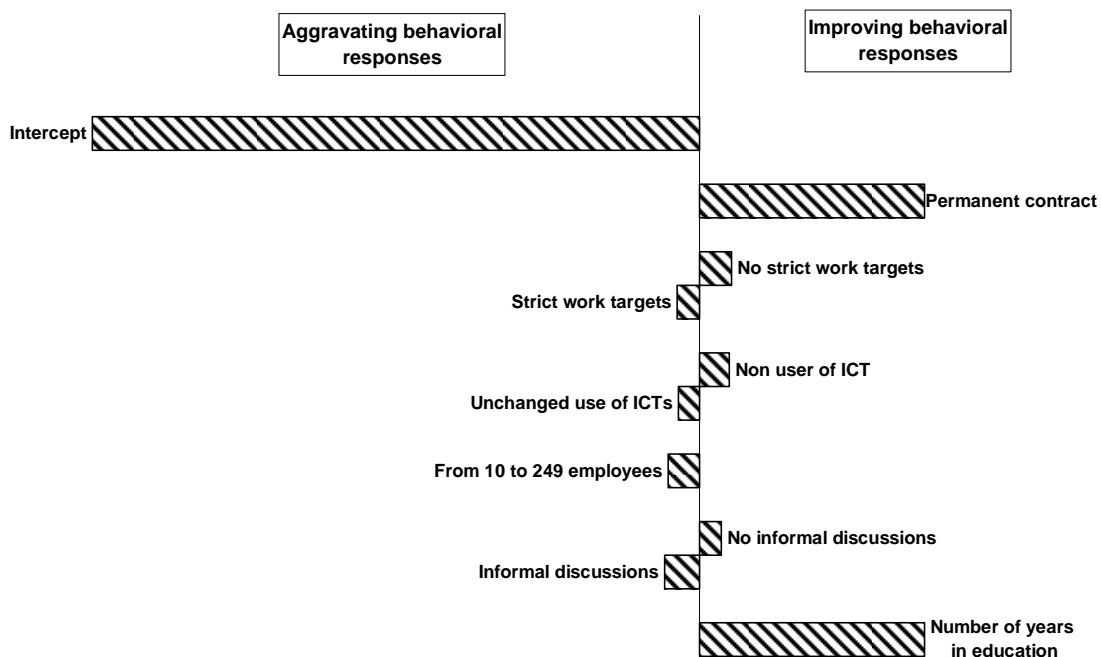 Aggravating behavioral
responses
Improving behavioral
responses
Intercept
Permanent contract
No strict work targets
Strict work targets
Non user of ICT
Unchanged use of ICTs
From 10 to 249 employees
No informal discussions
Informal discussions
Number of years
in education